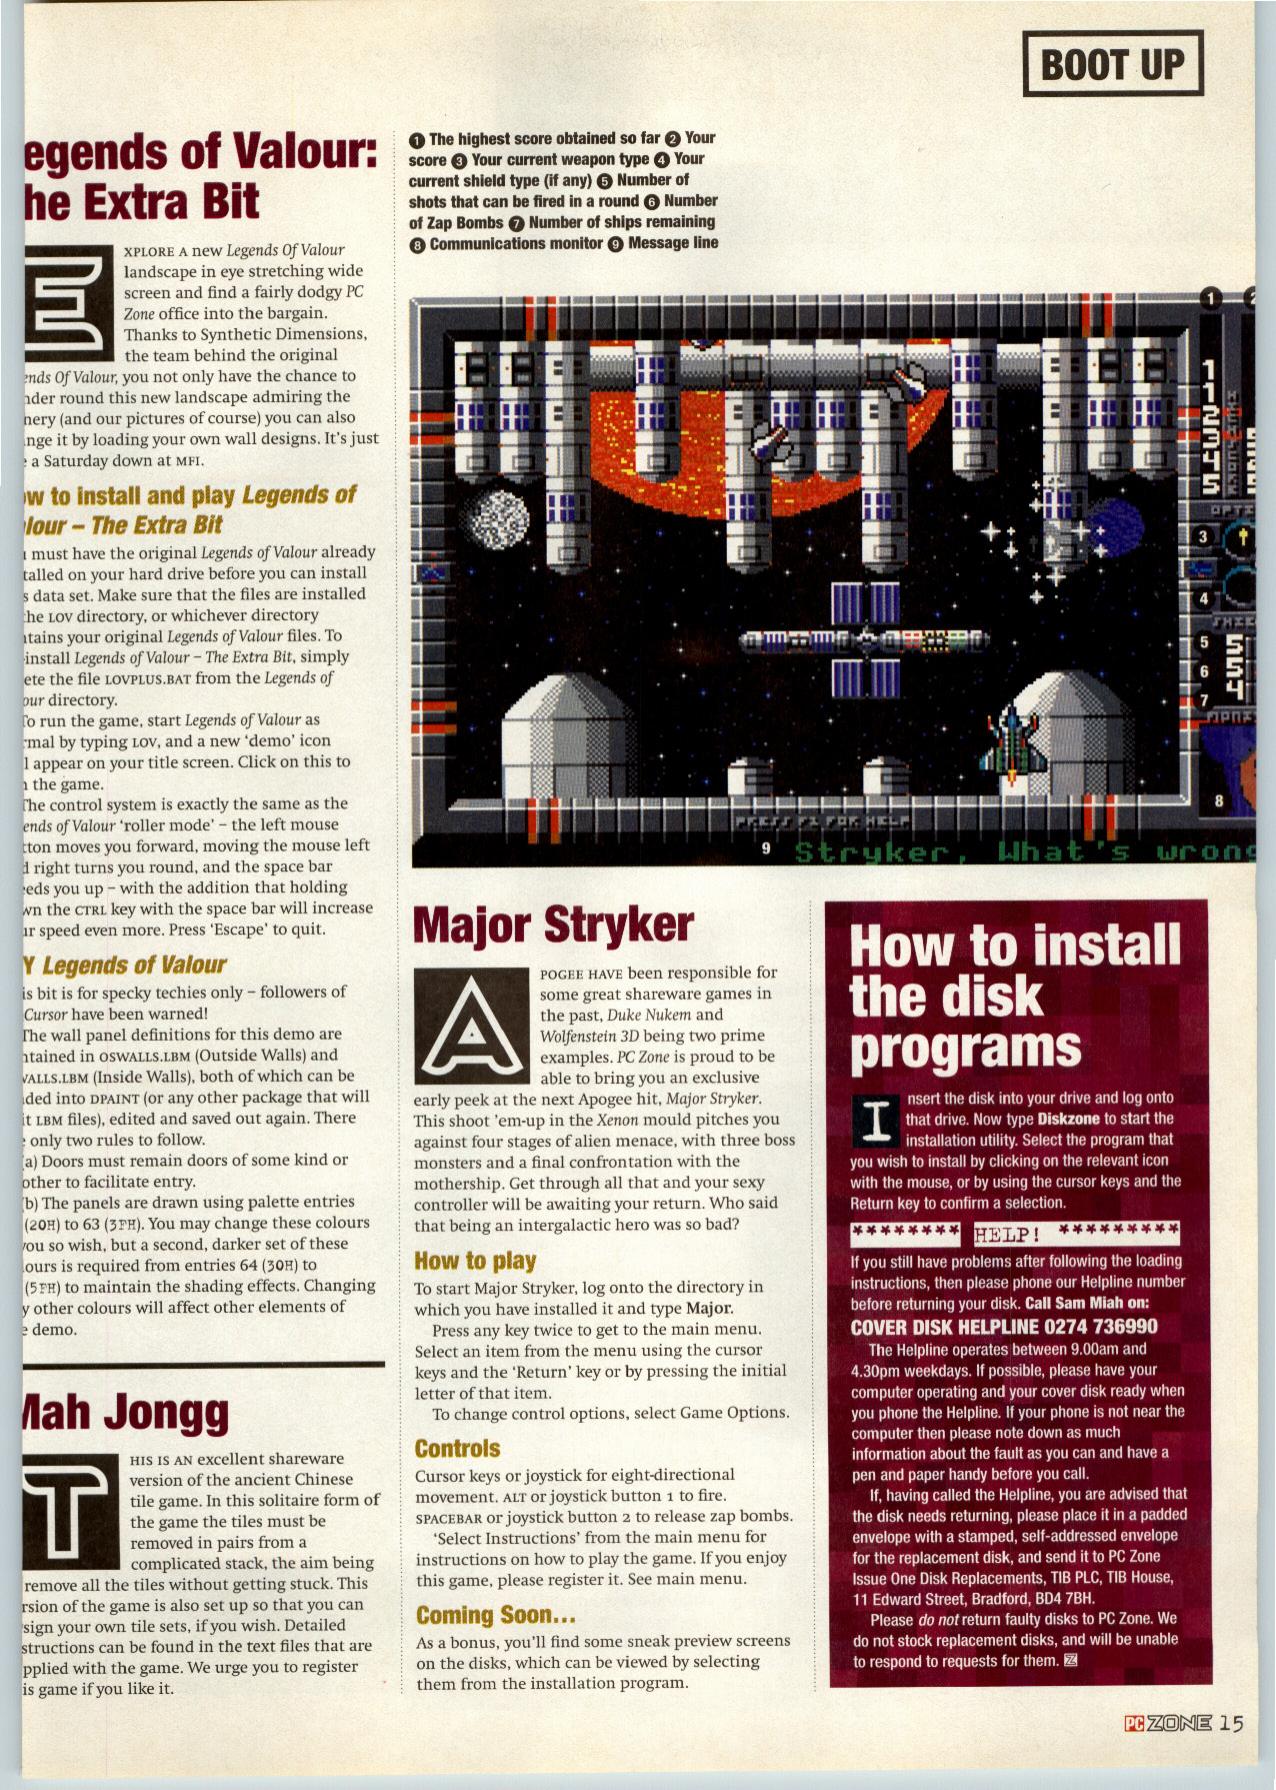 BOOT UP
egends of Valour:
he Extra Bit
EXPLORE A new Legends Of Valour
landscape in eye stretching wide
screen and find a fairly dodgy PC
Zone office into the bargain.
Thanks to Synthetic Dimensions,
the team behind the original
ends Of Valour, you not only have the chance to
nder round this new landscape admiring the
nery (and our pictures of course) you can also
nge it by loading your own wall designs. It's just
e a Saturday down at MFI.
ow to install and play Legends of
lour – The Extra Bit
must have the original Legends of Valour already
talled on your hard drive before you can install
s data set. Make sure that the files are installed
he LOV directory, or whichever directory
tains your original Legends of Valour files. To
install Legends of Valour – The Extra Bit, simply
ete the file LOVPLUS.BAT from the Legends of
our directory.
To run the game, start Legends of Valour as
rmal by typing LOV, and a new 'demo' icon
l appear on your title screen. Click on this to
n the game.
The control system is exactly the same as the
ends of Valour 'roller mode' – the left mouse
ton moves you forward, moving the mouse left
d right turns you round, and the space bar
eds you up – with the addition that holding
wn the CTRL key with the space bar will increase
ur speed even more. Press 'Escape' to quit.
Y Legends of Valour
is bit is for specky techies only – followers of
Cursor have been warned!
The wall panel definitions for this demo are
ntained in OSWALLS.LBM (Outside Walls) and
WALLS.LBM (Inside Walls), both of which can be
ded into DPAINT (or any other package that will
it LBM files), edited and saved out again. There
e only two rules to follow.
(a) Doors must remain doors of some kind or
other to facilitate entry.
(b) The panels are drawn using palette entries
(20H) to 63 (3FH). You may change these colours
you so wish, but a second, darker set of these
ours is required from entries 64 (30H) to
(5FH) to maintain the shading effects. Changing
y other colours will affect other elements of
e demo.
Mah Jongg
THIS IS AN excellent shareware
version of the ancient Chinese
tile game. In this solitaire form of
the game the tiles must be
removed in pairs from a
complicated stack, the aim being
remove all the tiles without getting stuck. This
rsion of the game is also set up so that you can
sign your own tile sets, if you wish. Detailed
structions can be found in the text files that are
pplied with the game. We urge you to register
is game if you like it.
1 The highest score obtained so far 2 Your
score 3 Your current weapon type 4 Your
current shield type (if any) 5 Number of
shots that can be fired in a round 6 Number
of Zap Bombs 7 Number of ships remaining
8 Communications monitor 9 Message line
1 2
112345
3
4
5 5
6 5
7 4
8
PRESS F1 FOR HELP
9 Stryker, What's wrong
Major Stryker
APOGEE HAVE been responsible for
some great shareware games in
the past, Duke Nukem and
Wolfenstein 3D being two prime
examples. PC Zone is proud to be
able to bring you an exclusive
early peek at the next Apogee hit, Major Stryker.
This shoot 'em-up in the Xenon mould pitches you
against four stages of alien menace, with three boss
monsters and a final confrontation with the
mothership. Get through all that and your sexy
controller will be awaiting your return. Who said
that being an intergalactic hero was so bad?
How to play
To start Major Stryker, log onto the directory in
which you have installed it and type Major.
Press any key twice to get to the main menu.
Select an item from the menu using the cursor
keys and the 'Return' key or by pressing the initial
letter of that item.
To change control options, select Game Options.
Controls
Cursor keys or joystick for eight-directional
movement. ALT or joystick button 1 to fire.
SPACEBAR or joystick button 2 to release zap bombs.
'Select Instructions' from the main menu for
instructions on how to play the game. If you enjoy
this game, please register it. See main menu.
Coming Soon...
As a bonus, you'll find some sneak preview screens
on the disks, which can be viewed by selecting
them from the installation program.
How to install
the disk
programs
Insert the disk into your drive and log onto
that drive. Now type Diskzone to start the
installation utility. Select the program that
you wish to install by clicking on the relevant icon
with the mouse, or by using the cursor keys and the
Return key to confirm a selection.
******** HELP! *********
If you still have problems after following the loading
instructions, then please phone our Helpline number
before returning your disk. Call Sam Miah on:
COVER DISK HELPLINE 0274 736990
The Helpline operates between 9.00am and
4.30pm weekdays. If possible, please have your
computer operating and your cover disk ready when
you phone the Helpline. If your phone is not near the
computer then please note down as much
information about the fault as you can and have a
pen and paper handy before you call.
If, having called the Helpline, you are advised that
the disk needs returning, please place it in a padded
envelope with a stamped, self-addressed envelope
for the replacement disk, and send it to PC Zone
Issue One Disk Replacements, TIB PLC, TIB House,
11 Edward Street, Bradford, BD4 7BH.
Please do not return faulty disks to PC Zone. We
do not stock replacement disks, and will be unable
to respond to requests for them. Z
PC ZONE 15